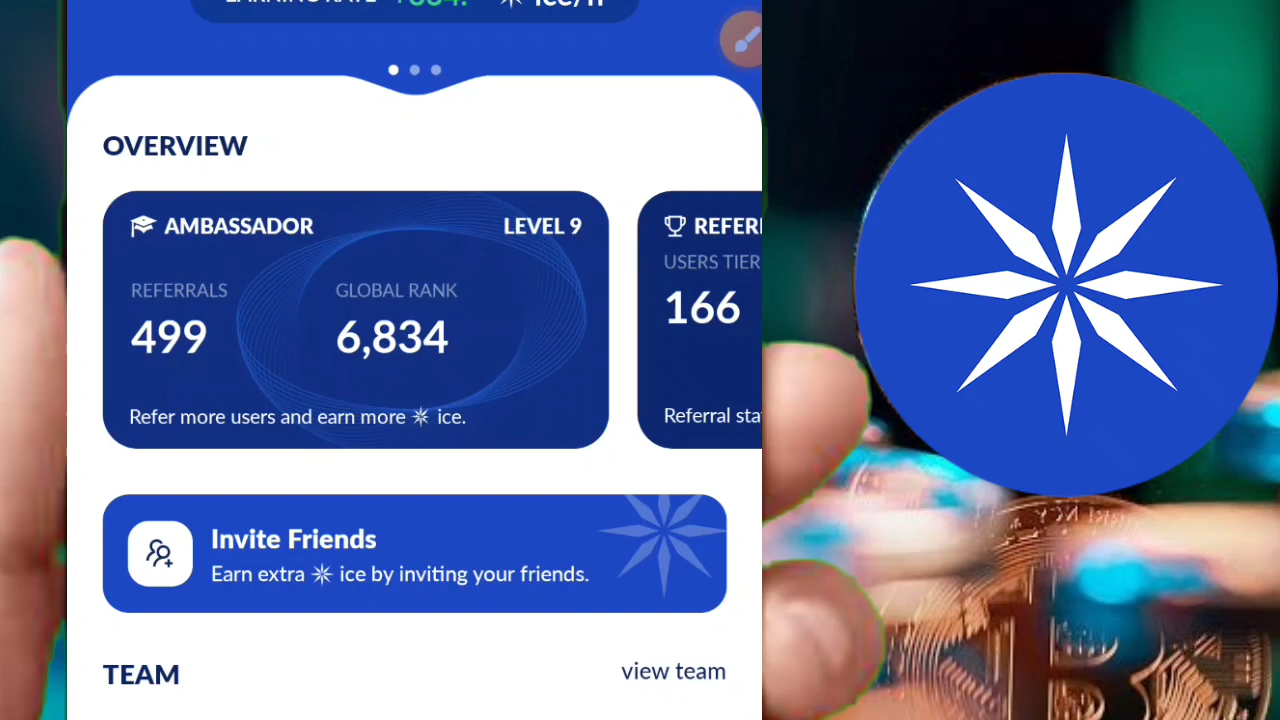 OVERVIEW
AMBASSADOR LEVEL 9
REFERRALS GLOBAL RANK
499 6,834
Refer more users and earn more ice.
USERS TIER
166
Referral
Invite Friends
Earn extra ice by inviting your friends.
TEAM view team